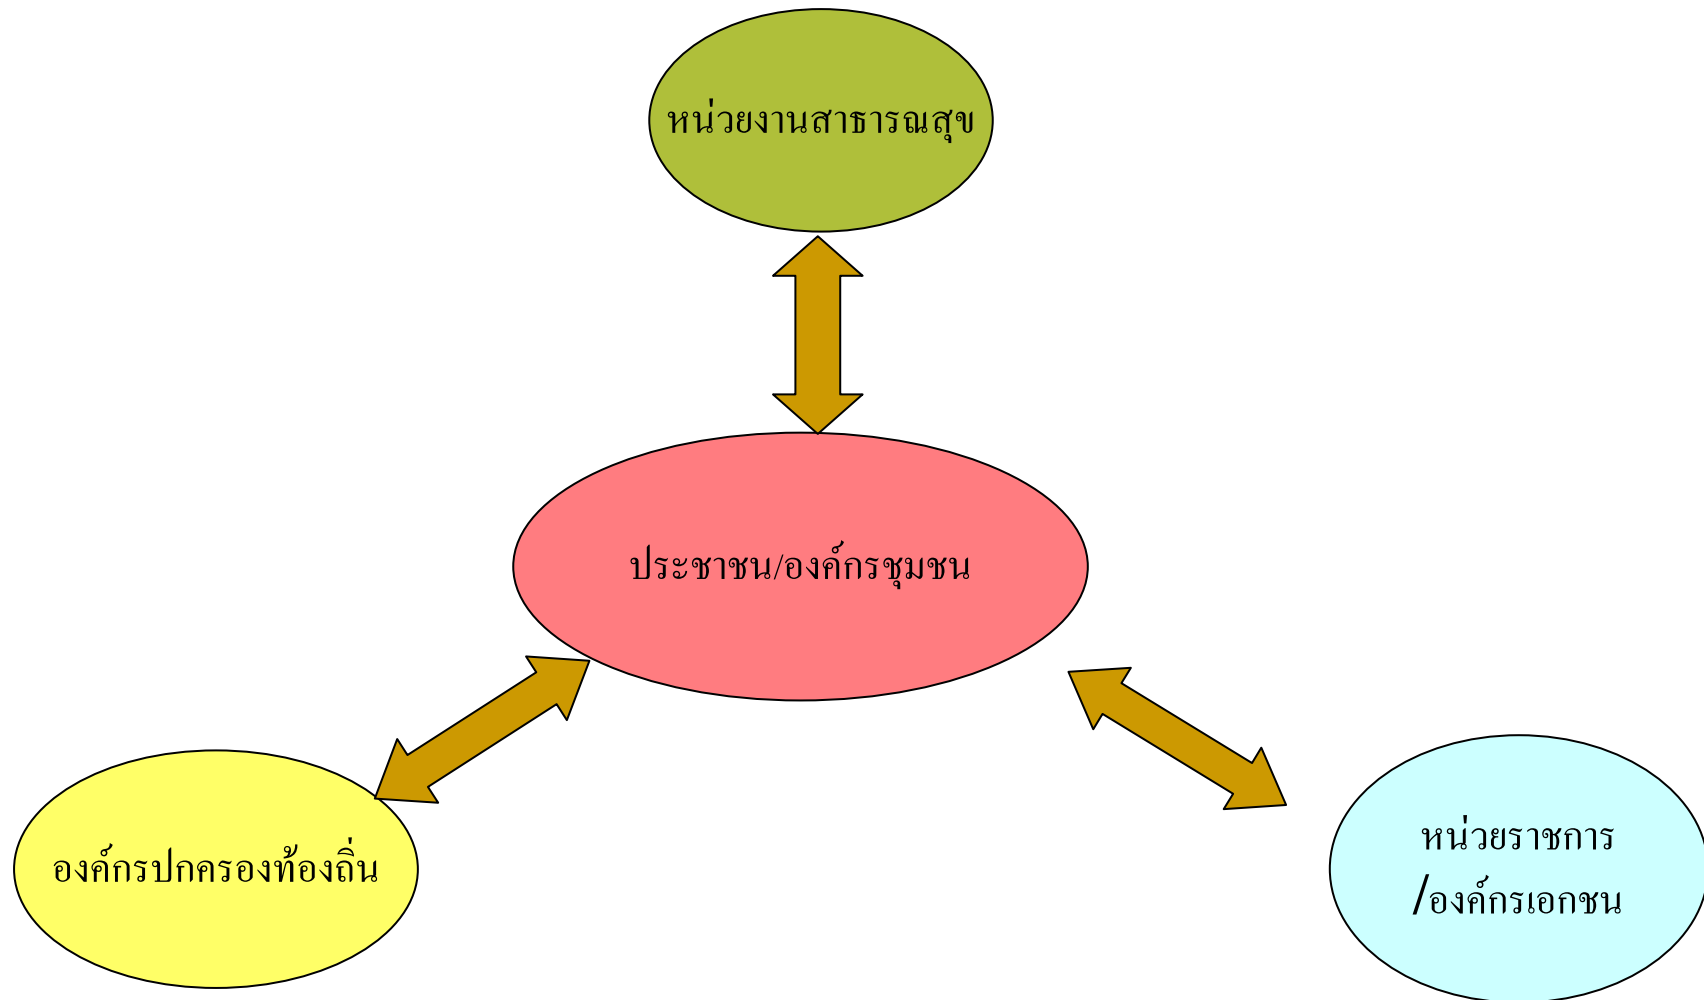 หน่วยงานสาธารณสุข
ประชาชน/องค์กรชุมชน
องค์กรปกครองท้องถิ่น
หน่วยราชการ
/องค์กรเอกชน